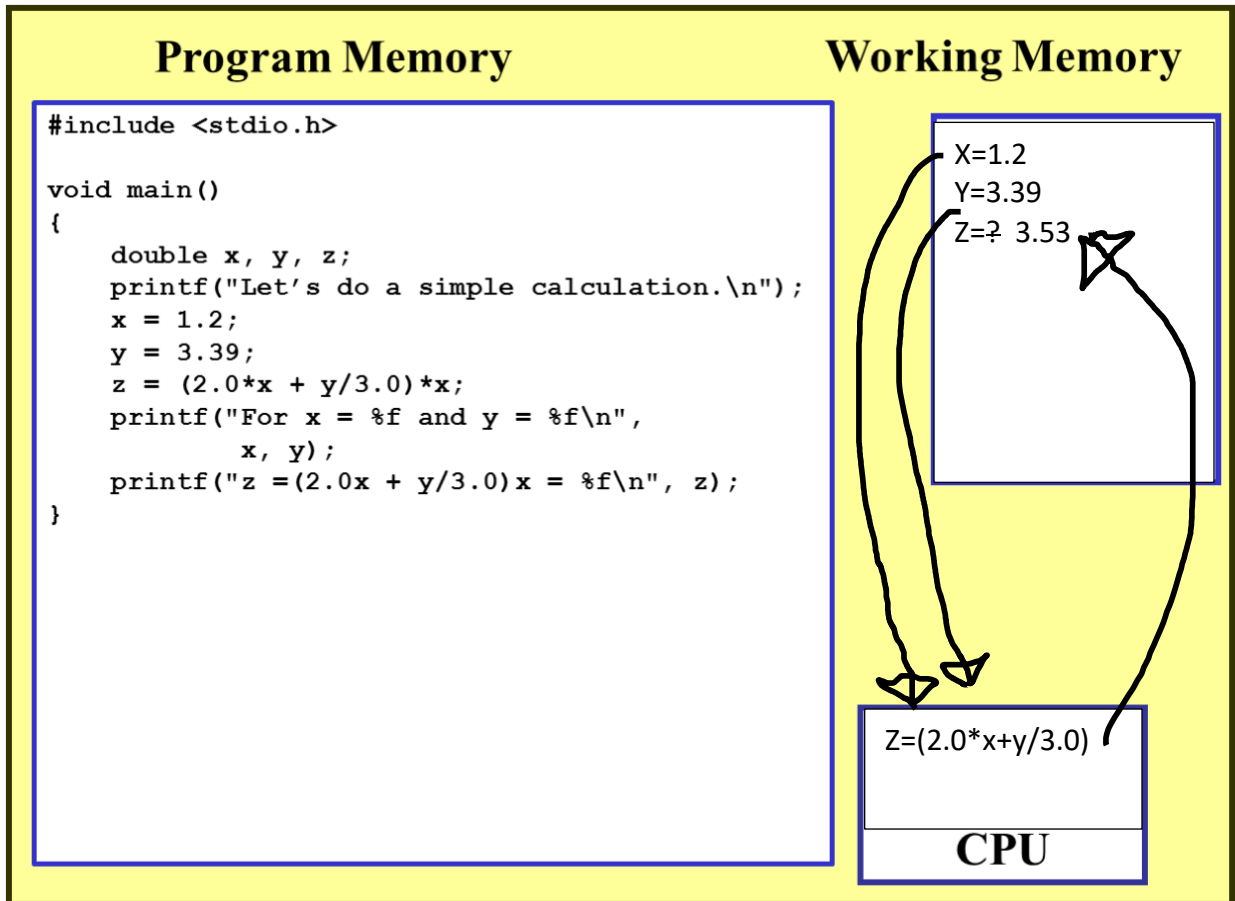 Program Memory
Working Memory
#include <stdio.h>
void main()
{
double x, y, z;
printf("Let's do a simple calculation.\n");
x = 1.2;
y = 3.39;
z = (2.0*x + y/3.0)*x;
printf("For x = %f and y = %f\n",
x, y);
printf("z =(2.0x + y/3.0)x = %f\n", z);
}
X=1.2
Y=3.39
Z=? 3.53
Z=(2.0*x+y/3.0)
CPU